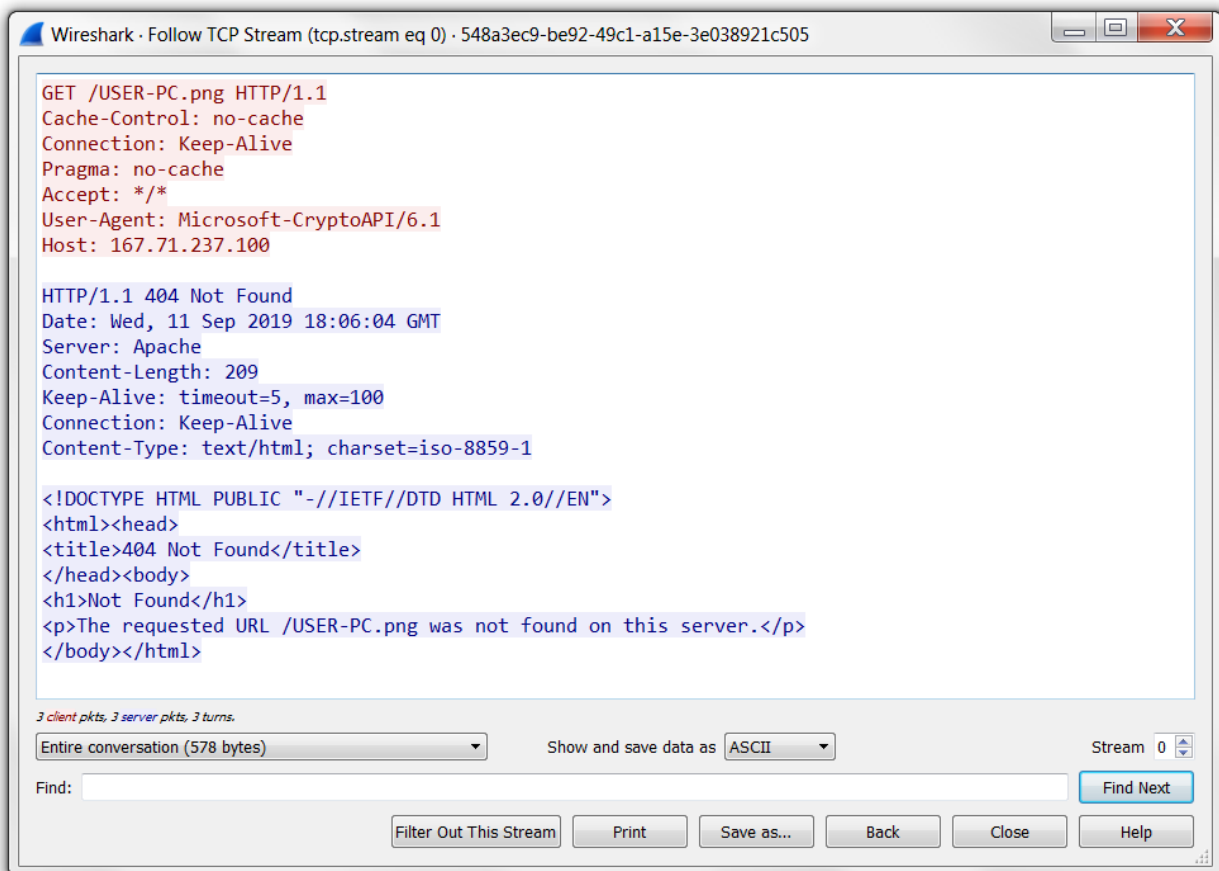 Wireshark · Follow TCP Stream (tcp.stream eq 0) · 548a3ec9-be92-49c1-a15e-3e038921c505
GET /USER-PC.png HTTP/1.1
Cache-Control: no-cache
Connection: Keep-Alive
Pragma: no-cache
Accept: */*
User-Agent: Microsoft-CryptoAPI/6.1
Host: 167.71.237.100
HTTP/1.1 404 Not Found
Date: Wed, 11 Sep 2019 18:06:04 GMT
Server: Apache
Content-Length: 209
Keep-Alive: timeout=5, max=100
Connection: Keep-Alive
Content-Type: text/html; charset=iso-8859-1
<!DOCTYPE HTML PUBLIC "-//IETF//DTD HTML 2.0//EN">
<html><head>
<title>404 Not Found</title>
</head><body>
<h1>Not Found</h1>
<p>The requested URL /USER-PC.png was not found on this server.</p>
</body></html>
3 client pkts, 3 server pkts, 3 turns.
Entire conversation (578 bytes) Show and save data as ASCII Stream 0
Find: Find Next
Filter Out This Stream Print Save as... Back Close Help